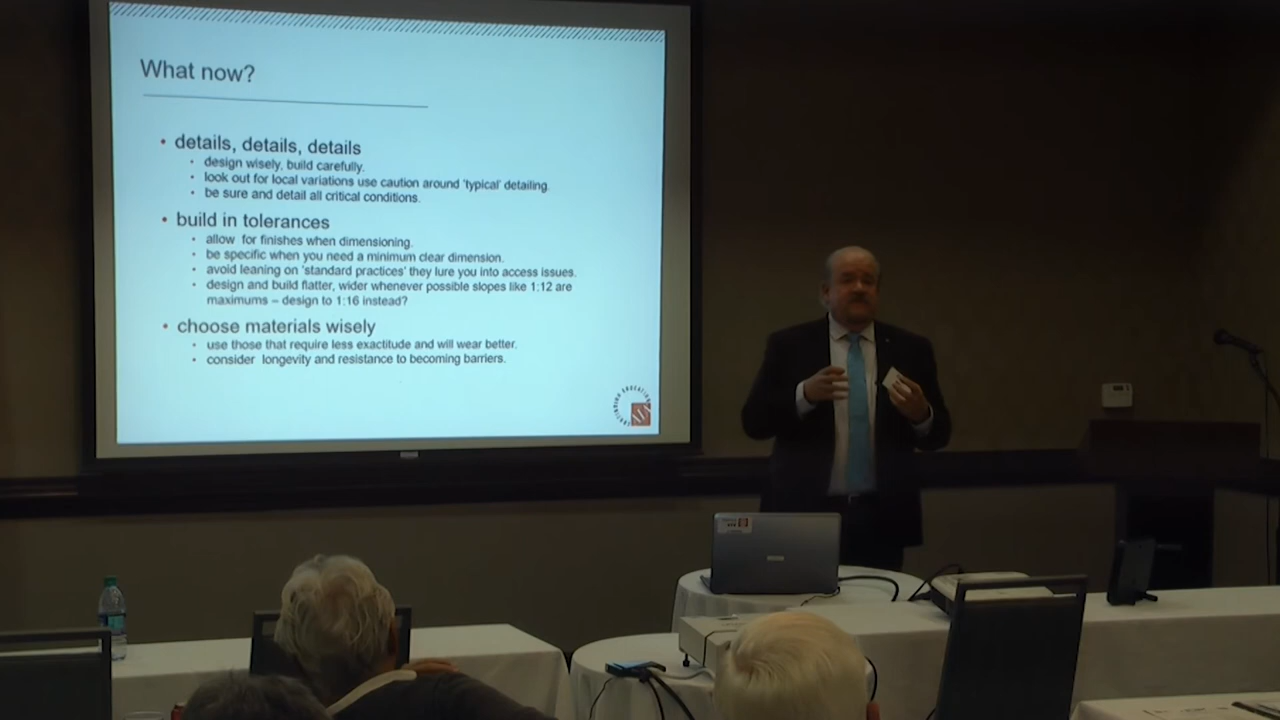 What now?
• details, details, details
• design wisely, build carefully.
• look out for local variations use caution around 'typical' detailing.
• be sure and detail all critical conditions.
• build in tolerances
• allow for finishes when dimensioning.
• be specific when you need a minimum clear dimension.
• avoid leaning on 'standard practices' they lure you into access issues.
• design and build flatter, wider whenever possible slopes like 1:12 are
maximums – design to 1:16 instead?
• choose materials wisely
• use those that require less exactitude and will wear better.
• consider longevity and resistance to becoming barriers.
CONTINUING EDUCATION